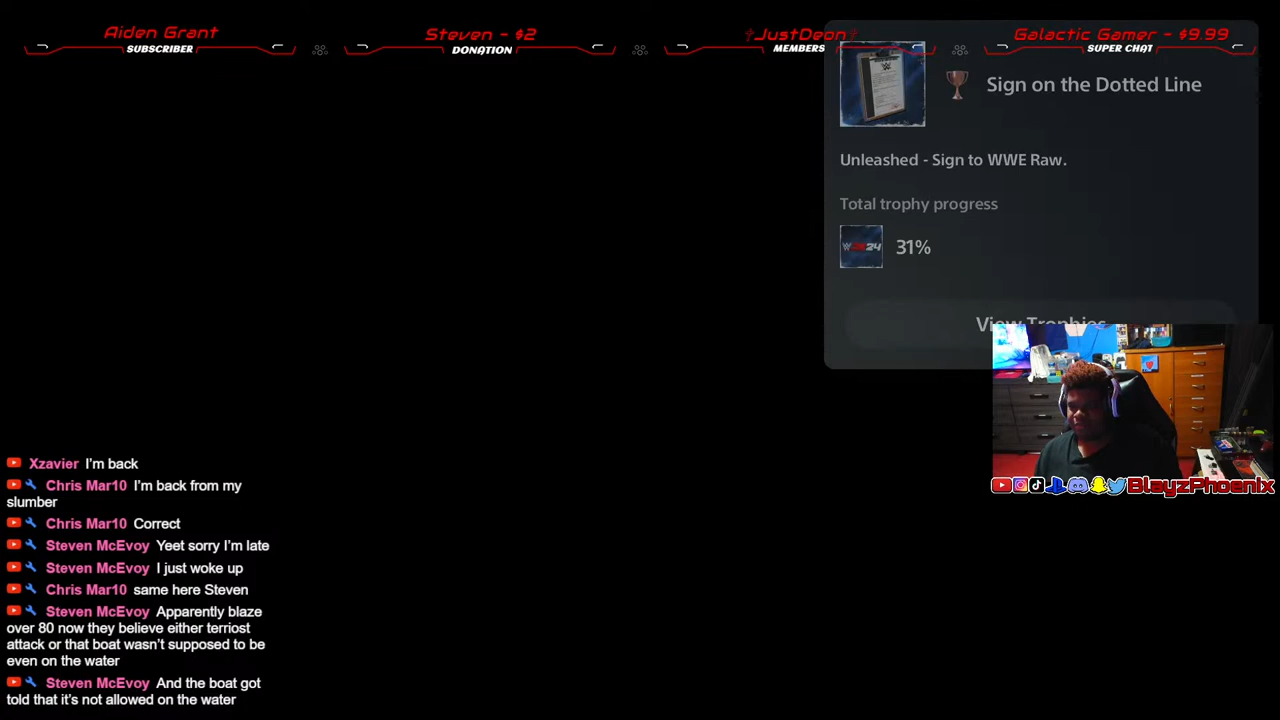 Aiden Grant
SUBSCRIBER
Steven - $2
DONATION
†JustDeon†
MEMBERS
Galactic Gamer - $9.99
SUPER CHAT
Sign on the Dotted Line
Unleashed - Sign to WWE Raw.
Total trophy progress
2K24
31%
View Trophies
BlayzPhoenix
Xzavier I'm back
Chris Mar10 I'm back from my
slumber
Chris Mar10 Correct
Steven McEvoy Yeet sorry I'm late
Steven McEvoy I just woke up
Chris Mar10 same here Steven
Steven McEvoy Apparently blaze
over 80 now they believe either terriost
attack or that boat wasn't supposed to be
even on the water
Steven McEvoy And the boat got
told that it's not allowed on the water